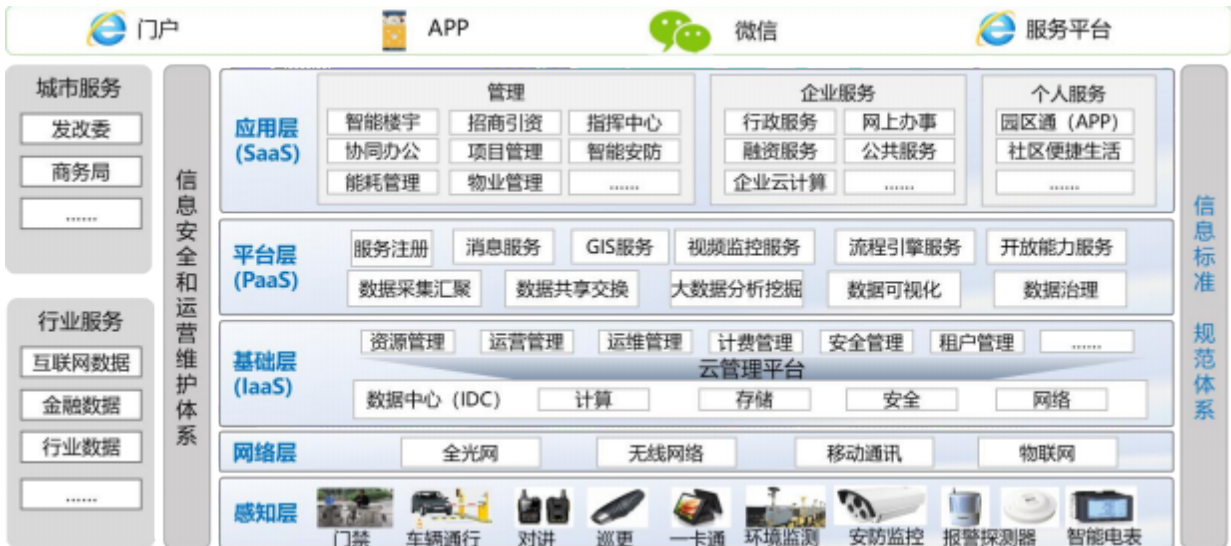 门户 APP 微信 服务平台
城市服务
发改委
商务局
......
行业服务
互联网数据
金融数据
行业数据
......
信息安全和运营维护体系
应用层
(SaaS)
管理
智能楼宇 招商引资 指挥中心
协同办公 项目管理 智能安防
能耗管理 物业管理 ......
企业服务
行政服务 网上办事
融资服务 公共服务
企业云计算 ......
个人服务
园区通（APP）
社区便捷生活
......
平台层
(PaaS)
服务注册 消息服务 GIS服务 视频监控服务 流程引擎服务 开放能力服务
数据采集汇聚 数据共享交换 大数据分析挖掘 数据可视化 数据治理
基础层
(IaaS)
资源管理 运营管理 运维管理 计费管理 安全管理 租户管理 ......
云管理平台
数据中心（IDC） 计算 存储 安全 网络
网络层
全光网 无线网络 移动通讯 物联网
感知层
门禁 车辆通行 对讲 巡更 一卡通 环境监测 安防监控 报警探测器 智能电表
信息标准 规范体系